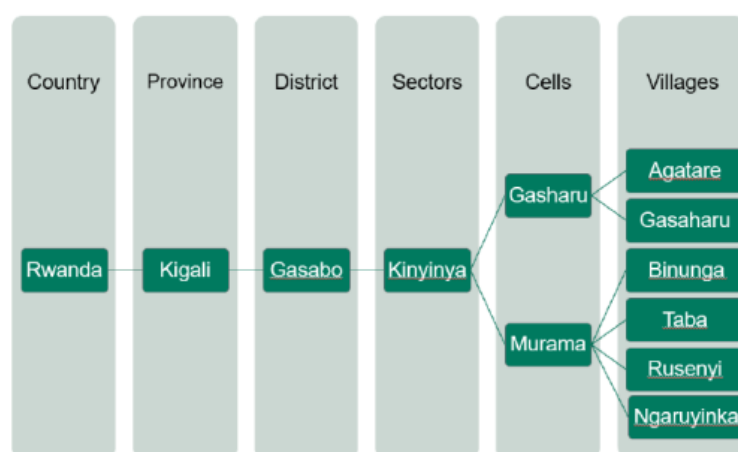 Country Province District Sectors Cells Villages
Agatare
Gasharu
Gasaharu
Rwanda Kigali Gasabo Kinyinya Binunga
Taba
Murama
Rusenyi
Ngaruyinka